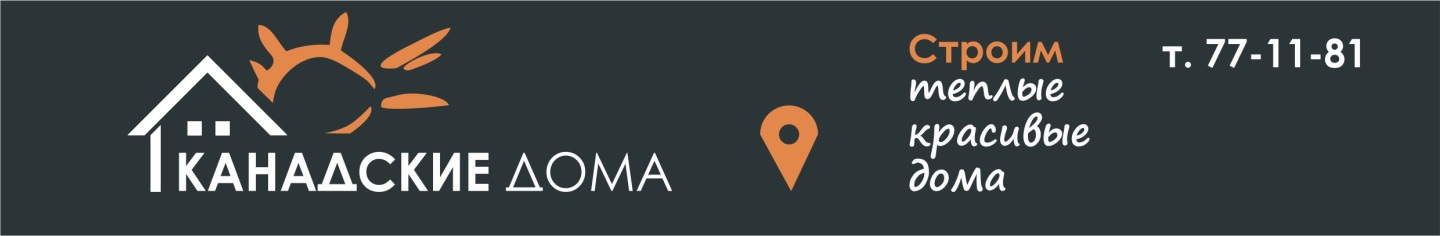 КАНАДСКИЕ ДОМА
Строим
теплые
красивые
дома
т. 77-11-81